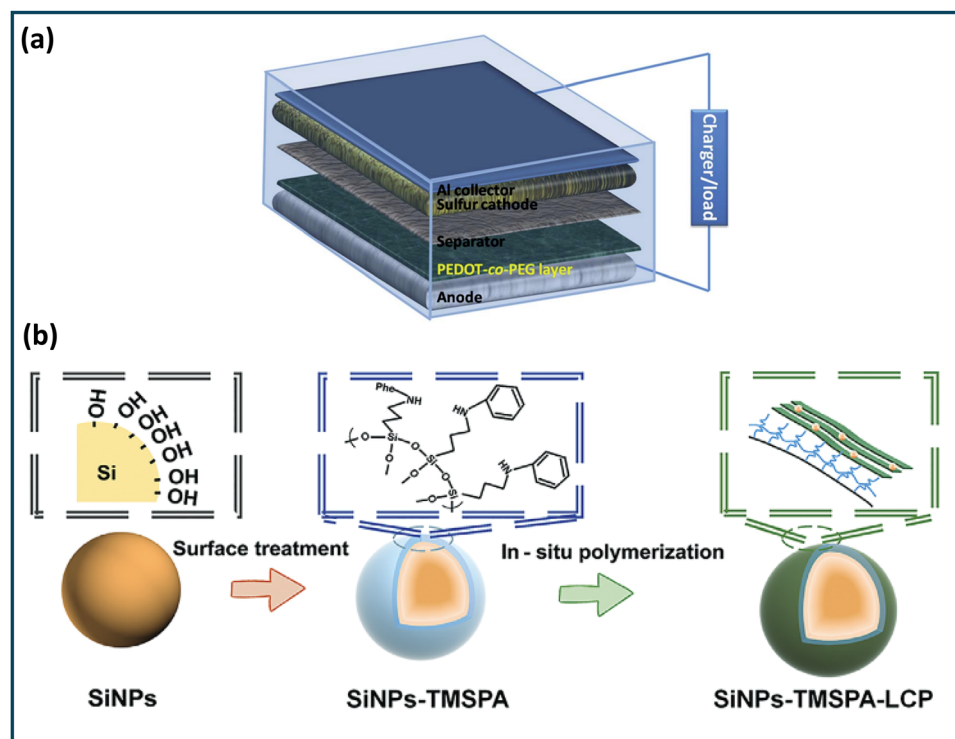 (a)
Charger/load
Al collector
Sulfur cathode
Separator
PEDOT-co-PEG layer
Anode
(b)
HO
OH
OH
OH
OH
OH
OH
Si
Phe
NH
HN
Si
O
O
Si
O
O
HN
O
Si
O
Surface treatment
In - situ polymerization
SiNPs
SiNPs-TMSPA
SiNPs-TMSPA-LCP